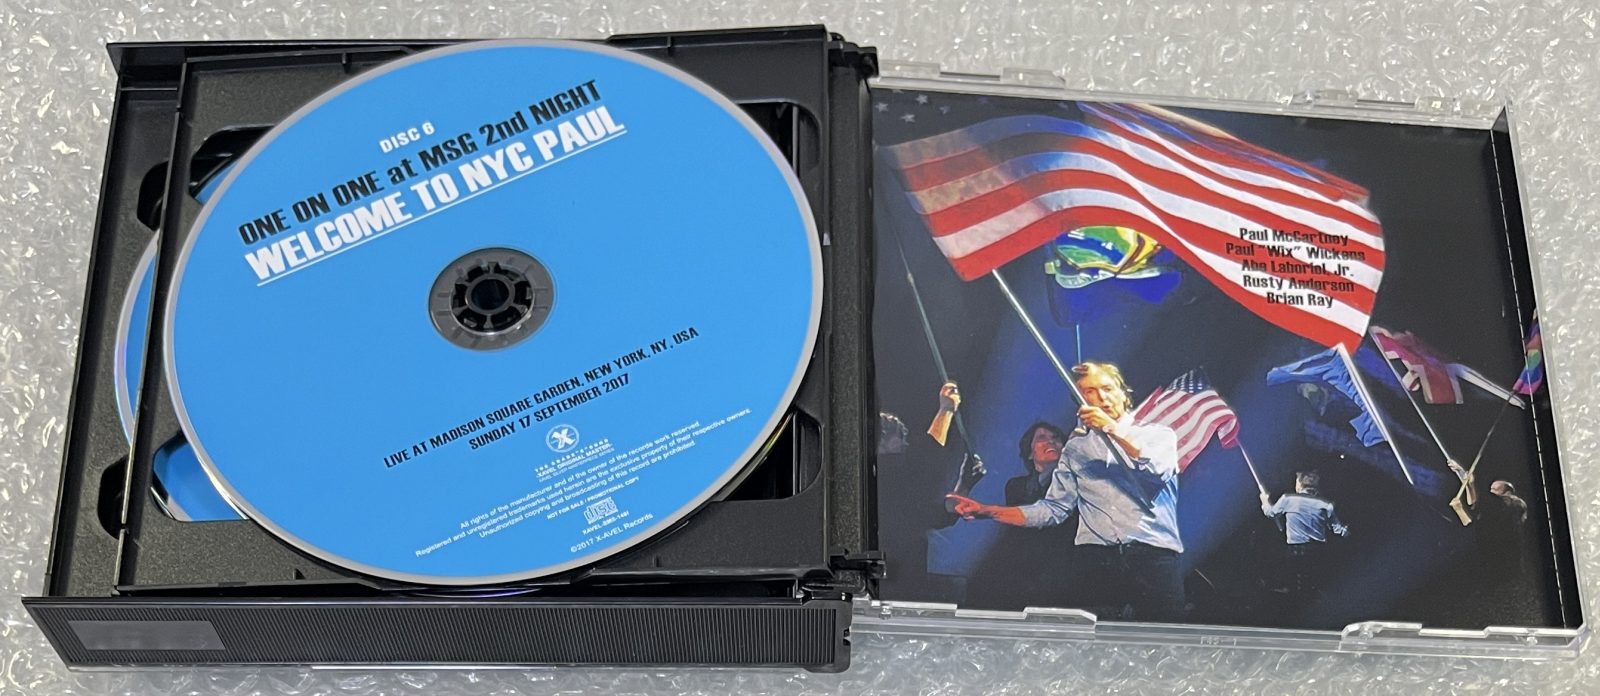 DISC 6
ONE ON ONE at MSG 2nd NIGHT
WELCOME TO NYC PAUL
LIVE AT MADISON SQUARE GARDEN, NEW YORK, NY, USA
SUNDAY 17 SEPTEMBER 2017
XAVEL ORIGINAL MASTER
All rights of the manufacturer and of the owner of the records work reserved.
Registered and unregistered trademarks used herein are the exclusive property of their respective owners.
Unauthorized copying and broadcasting of this record are prohibited.
NOT FOR SALE / PROMOTIONAL COPY
©2017 X-AVEL Records
Paul McCartney
Paul "Wix" Wickens
Abe Laboriel, Jr.
Rusty Anderson
Brian Ray